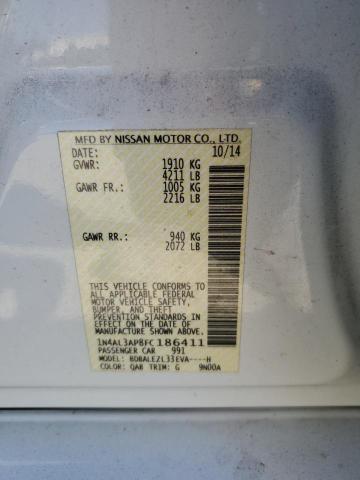 MFD BY NISSAN MOTOR CO., LTD.
DATE: 10/14
GVWR: 1910 KG
4211 LB
GAWR FR.: 1005 KG
2216 LB
GAWR RR.: 940 KG
2072 LB
THIS VEHICLE CONFORMS TO
ALL APPLICABLE FEDERAL
MOTOR VEHICLE SAFETY,
BUMPER, AND THEFT
PREVENTION STANDARDS IN
EFFECT ON THE DATE OF
MANUFACTURE SHOWN ABOVE.
1N4AL3AP8FC186411
PASSENGER CAR 991
MODEL: BDBALEZL33EVA----H
COLOR: QAB TRIM: G 9N00A